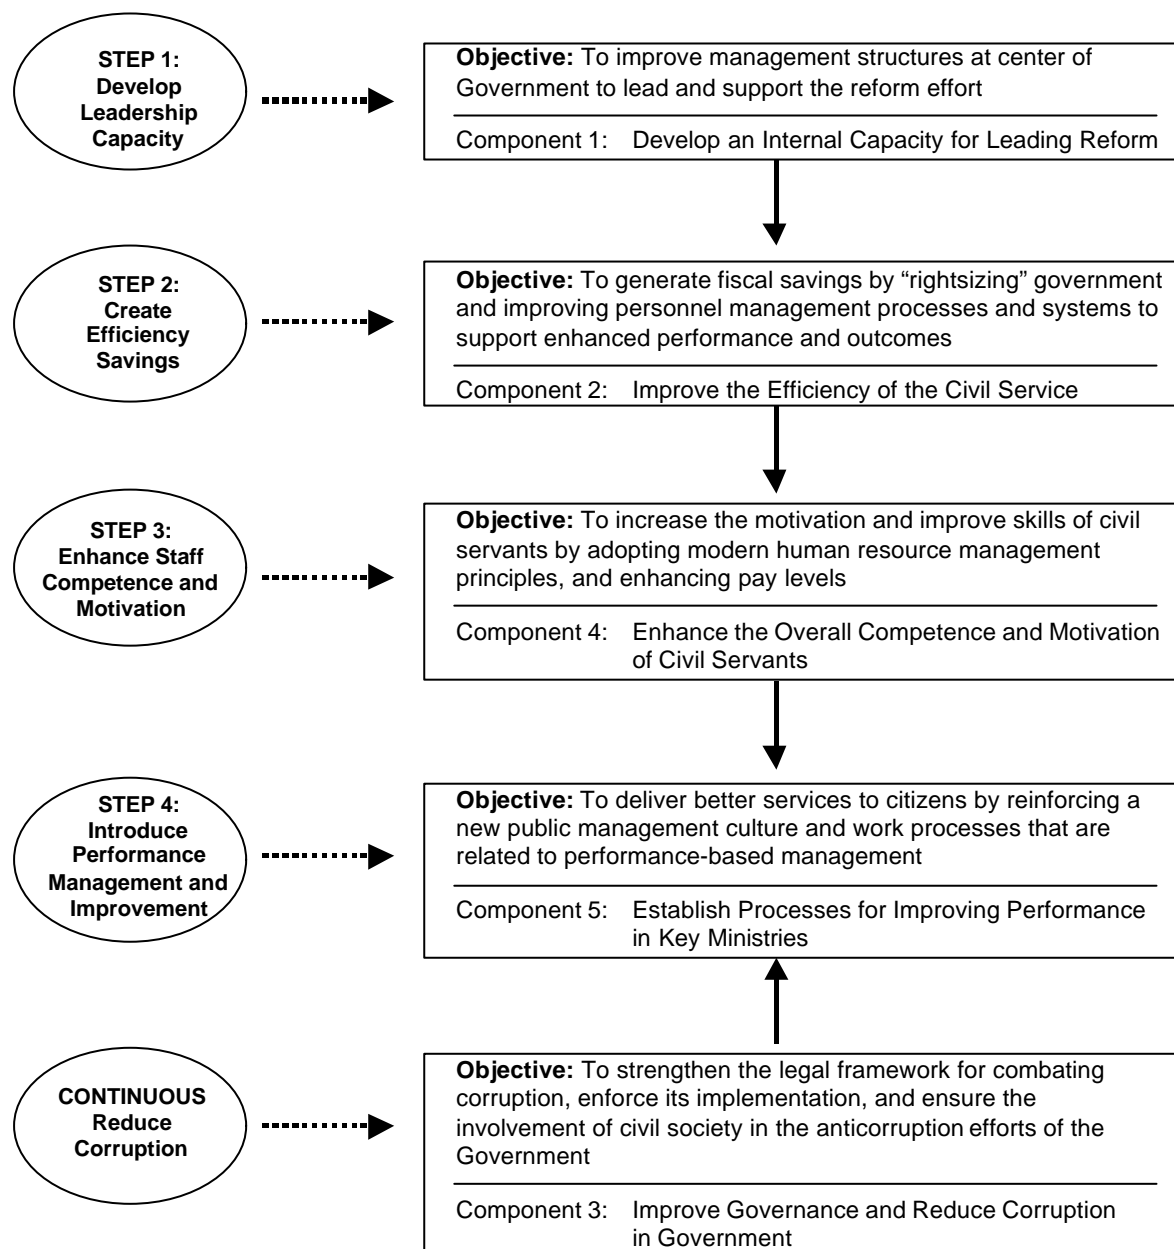 STEP 1:
Develop
Leadership
Capacity
Objective: To improve management structures at center of
Government to lead and support the reform effort
Component 1: Develop an Internal Capacity for Leading Reform
STEP 2:
Create
Efficiency
Savings
Objective: To generate fiscal savings by “rightsizing” government
and improving personnel management processes and systems to
support enhanced performance and outcomes
Component 2: Improve the Efficiency of the Civil Service
STEP 3:
Enhance Staff
Competence and
Motivation
Objective: To increase the motivation and improve skills of civil
servants by adopting modern human resource management
principles, and enhancing pay levels
Component 4: Enhance the Overall Competence and Motivation
of Civil Servants
STEP 4:
Introduce
Performance
Management and
Improvement
Objective: To deliver better services to citizens by reinforcing a
new public management culture and work processes that are
related to performance-based management
Component 5: Establish Processes for Improving Performance
in Key Ministries
CONTINUOUS
Reduce
Corruption
Objective: To strengthen the legal framework for combating
corruption, enforce its implementation, and ensure the
involvement of civil society in the anticorruption efforts of the
Government
Component 3: Improve Governance and Reduce Corruption
in Government